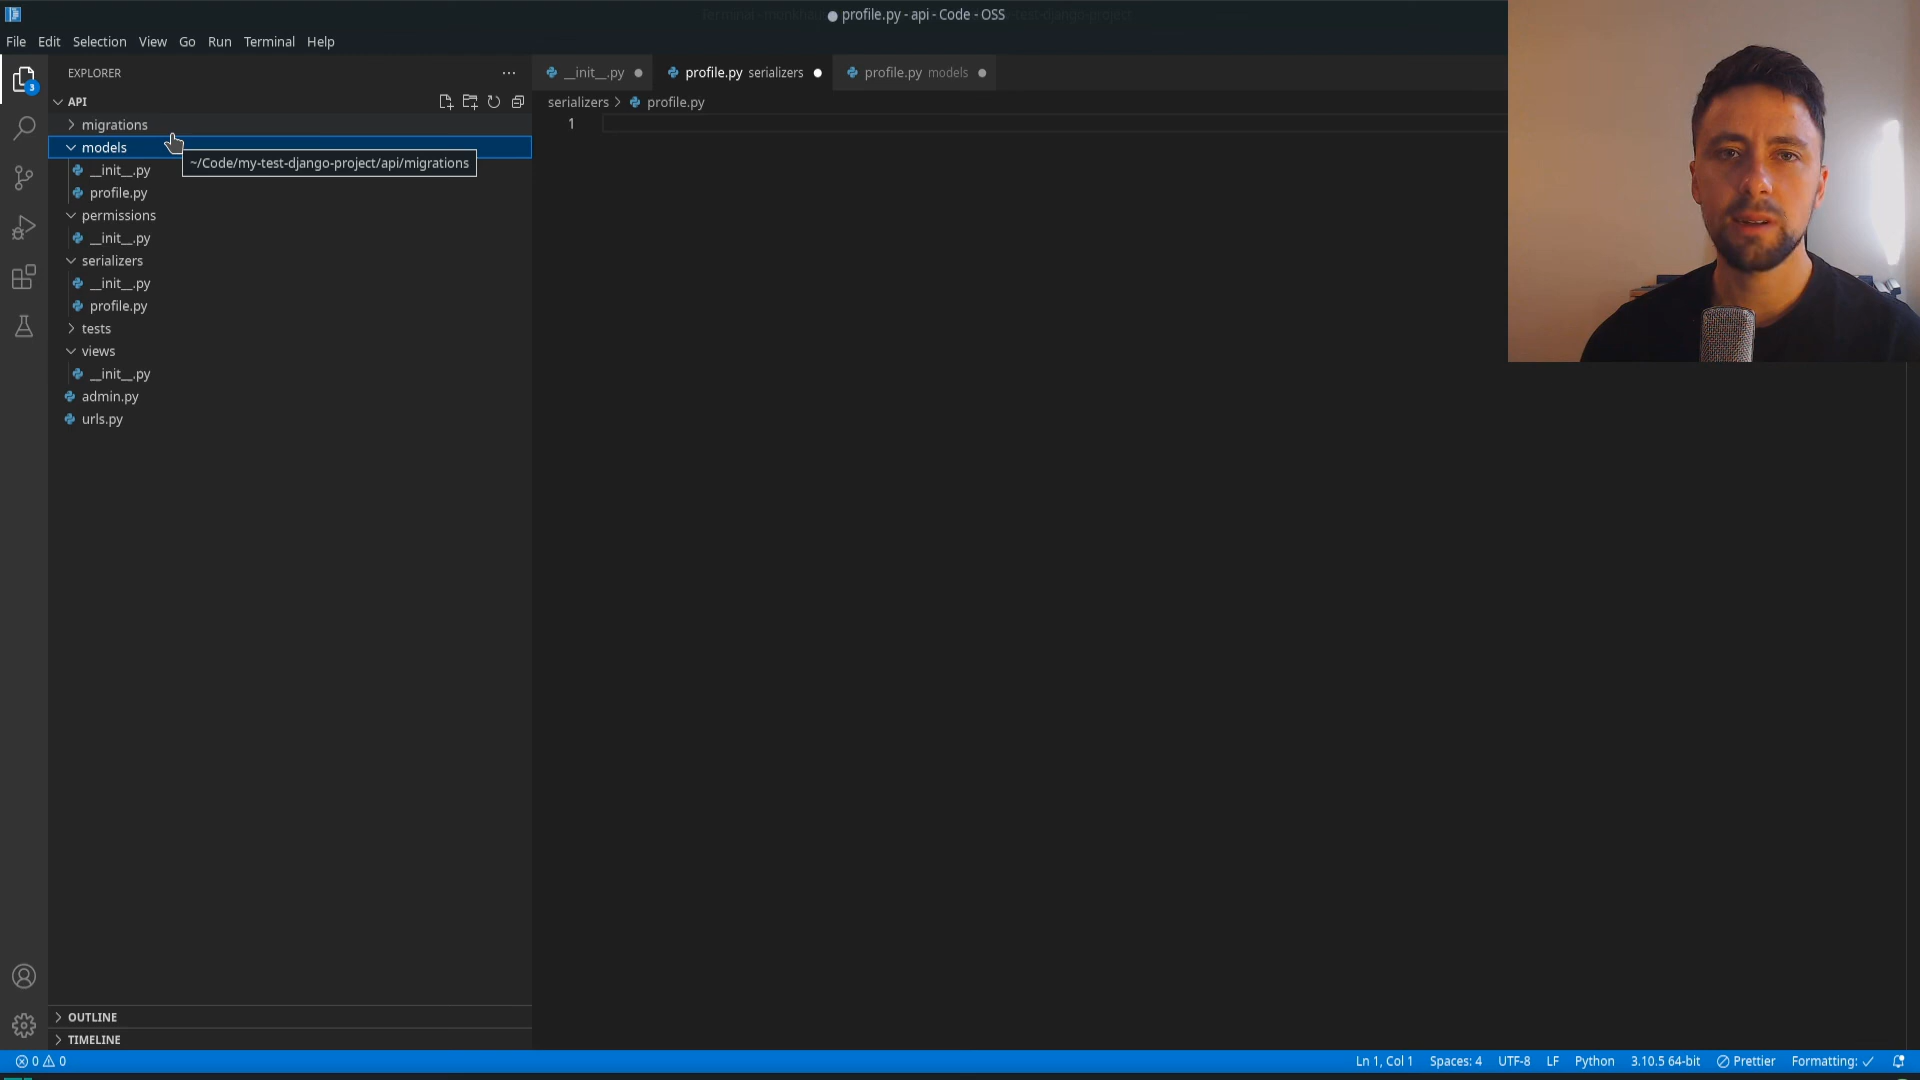 profile.py - api - Code - OSS
File Edit Selection View Go Run Terminal Help
EXPLORER
3
API
migrations
models
~/Code/my-test-django-project/api/migrations
__init__.py
profile.py
permissions
__init__.py
serializers
__init__.py
profile.py
tests
views
__init__.py
admin.py
urls.py
OUTLINE
TIMELINE
__init__.py
profile.py serializers
profile.py models
serializers > profile.py
1
0 0
Ln 1, Col 1 Spaces: 4 UTF-8 LF Python 3.10.5 64-bit Prettier Formatting: ✓